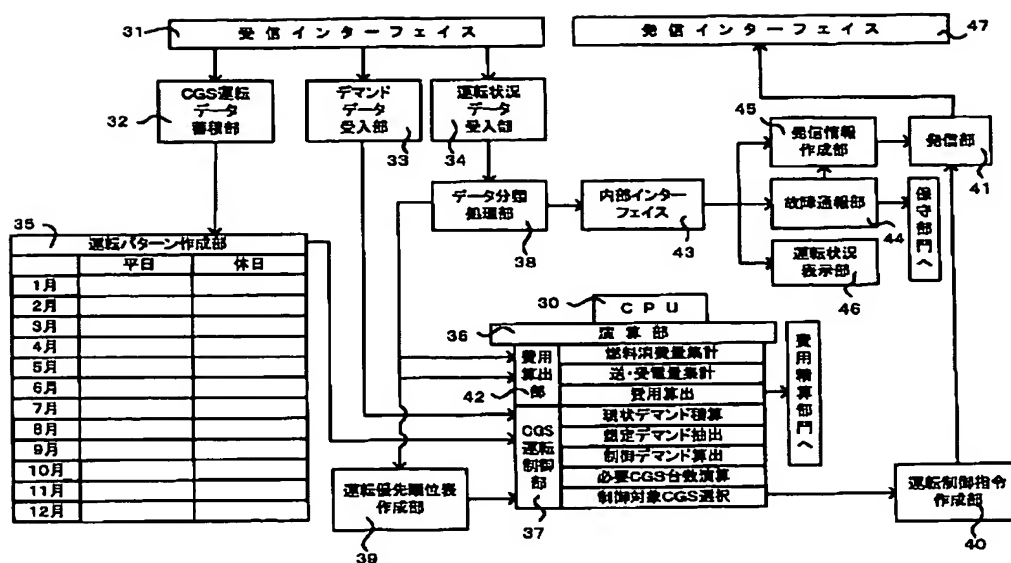 31
受信インターフェイス
発信インターフェイス
47
CGS運転
データ
蓄積部
32
デマンド
データ
受入部
33
運転状況
データ
受入部
34
45
発信情報
作成部
発信部
41
データ分類
処理部
38
内部インター
フェイス
43
故障通報部
44
保守部門へ
運転状況
表示部
46
35
運転パターン作成部
平日
休日
1月
2月
3月
4月
5月
6月
7月
8月
9月
10月
11月
12月
30
CPU
36
演算部
費用
算出
部
42
燃料消費量集計
送・受電量集計
費用算出
費用精算部門へ
CGS
運転
制御
部
37
現状デマンド積算
想定デマンド抽出
制御デマンド算出
必要CGS台数演算
制御対象CGS選択
運転優先順位表
作成部
39
運転制御指令
作成部
40